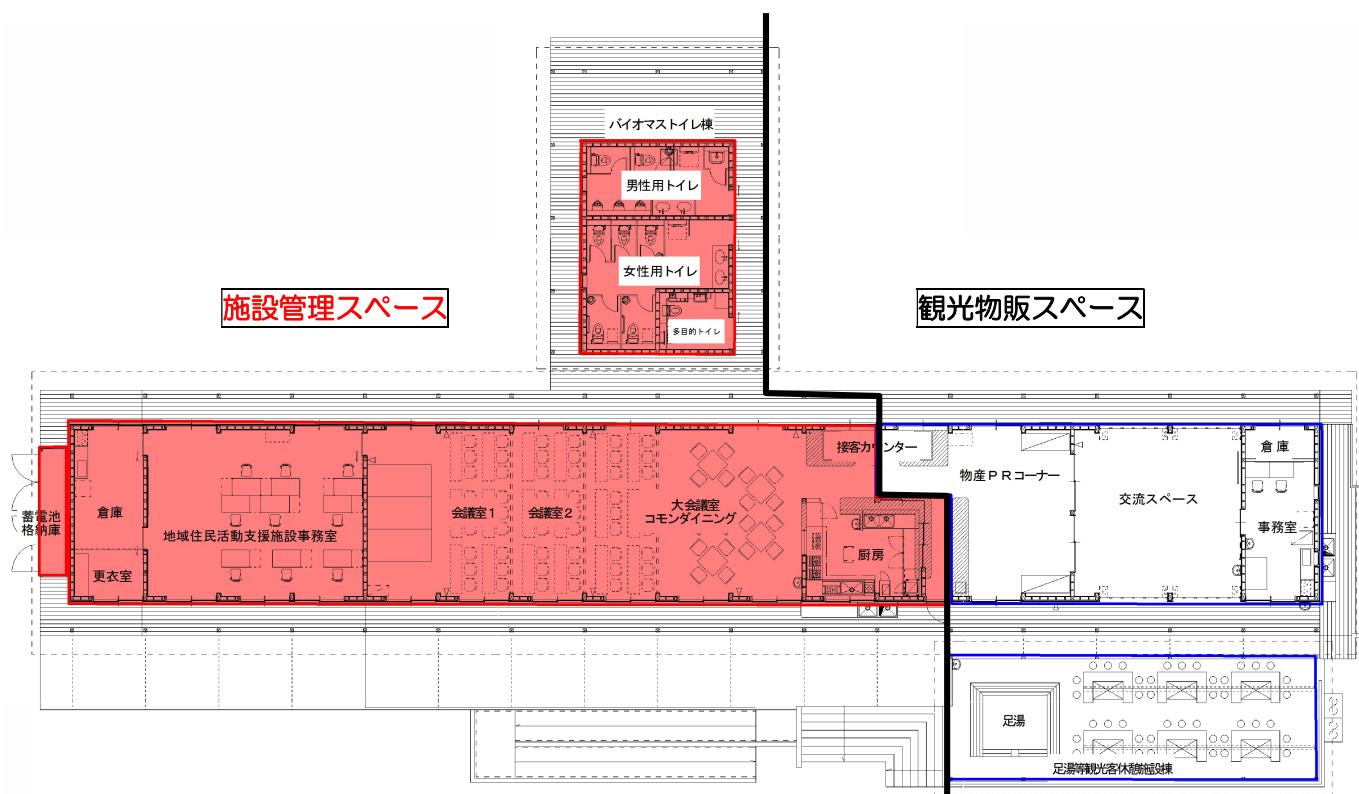 バイオマストイレ棟
男性用トイレ
女性用トイレ
多目的トイレ
施設管理スペース
観光物販スペース
接客カウンター
倉庫
物産PRコーナー
交流スペース
事務室
蓄電池
格納庫
倉庫
更衣室
地域住民活動支援施設事務室
会議室1
会議室2
大会議室
コモンダイニング
厨房
足湯
足湯等観光客休憩施設棟